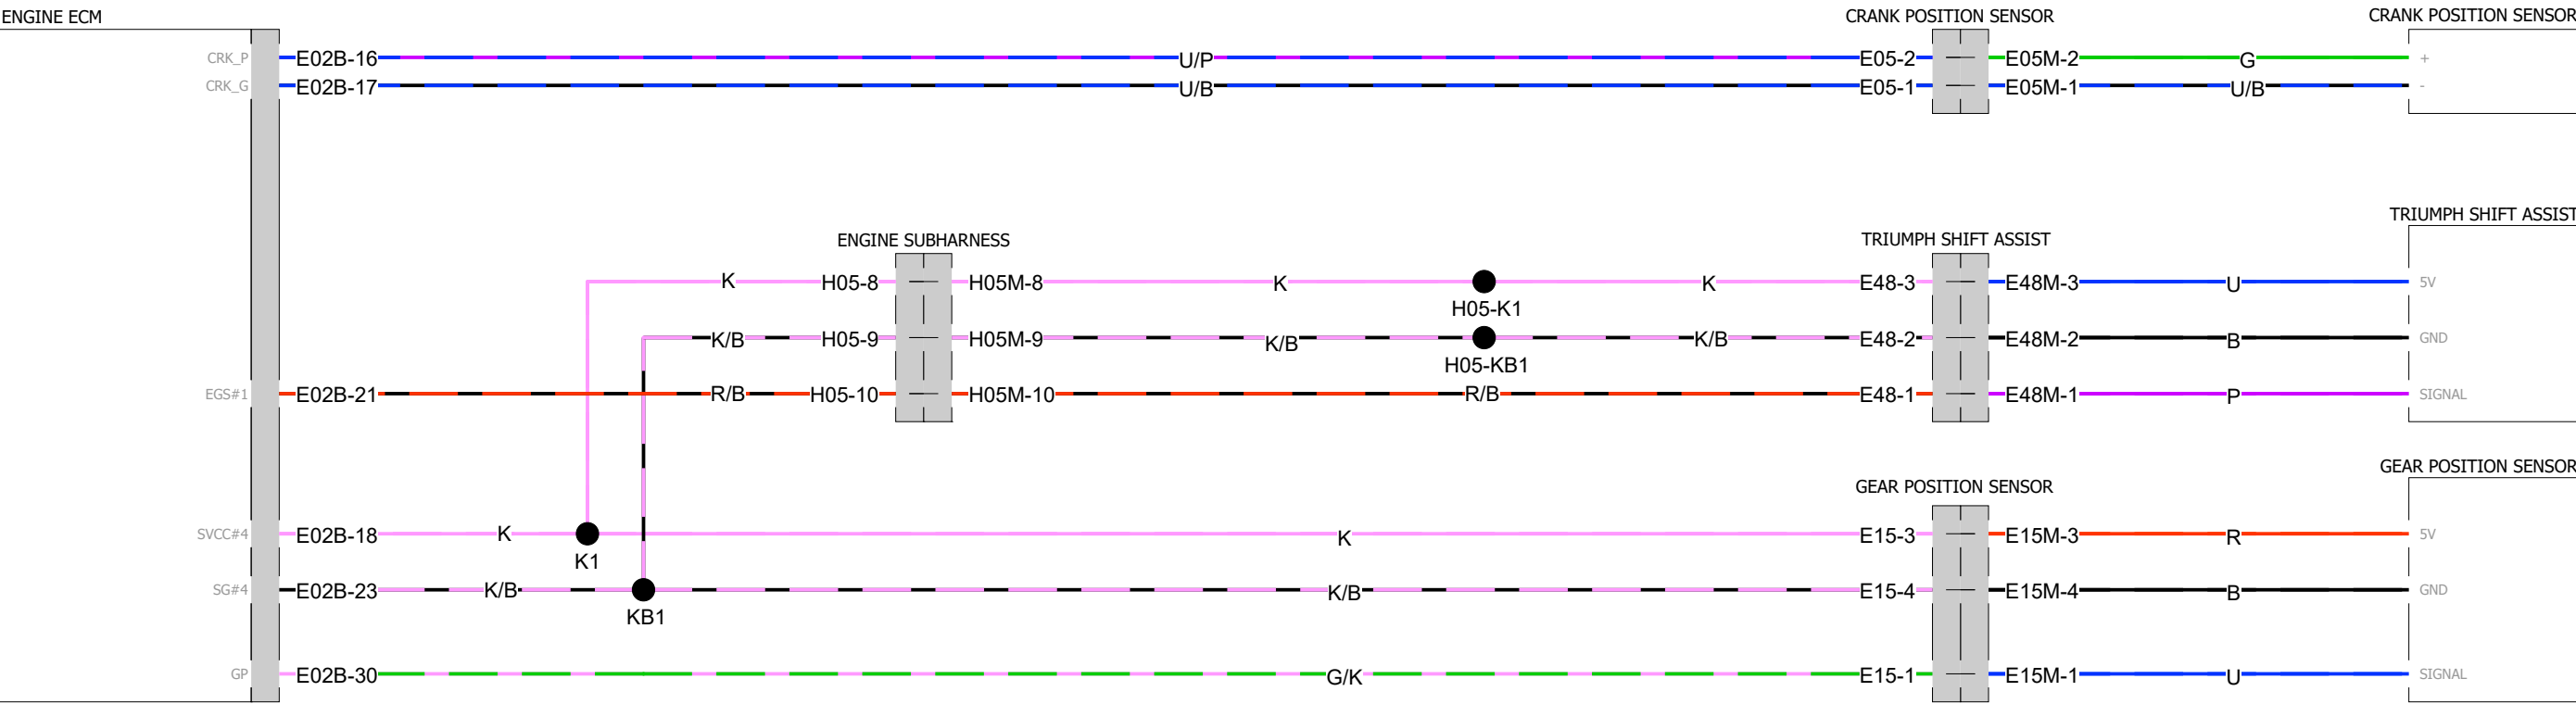 ENGINE ECM
CRANK POSITION SENSOR
CRANK POSITION SENSOR
CRK_P E02B-16 U/P E05-2 E05M-2 G +
CRK_G E02B-17 U/B E05-1 E05M-1 U/B -
TRIUMPH SHIFT ASSIST
ENGINE SUBHARNESS
TRIUMPH SHIFT ASSIST
K H05-8 H05M-8 K K E48-3 E48M-3 U 5V
H05-K1
K/B H05-9 H05M-9 K/B K/B E48-2 E48M-2 B GND
H05-KB1
EGS#1 E02B-21 R/B H05-10 H05M-10 R/B E48-1 E48M-1 P SIGNAL
GEAR POSITION SENSOR
GEAR POSITION SENSOR
SVCC#4 E02B-18 K K E15-3 E15M-3 R 5V
K1
SG#4 E02B-23 K/B K/B E15-4 E15M-4 B GND
KB1
GP E02B-30 G/K E15-1 E15M-1 U SIGNAL